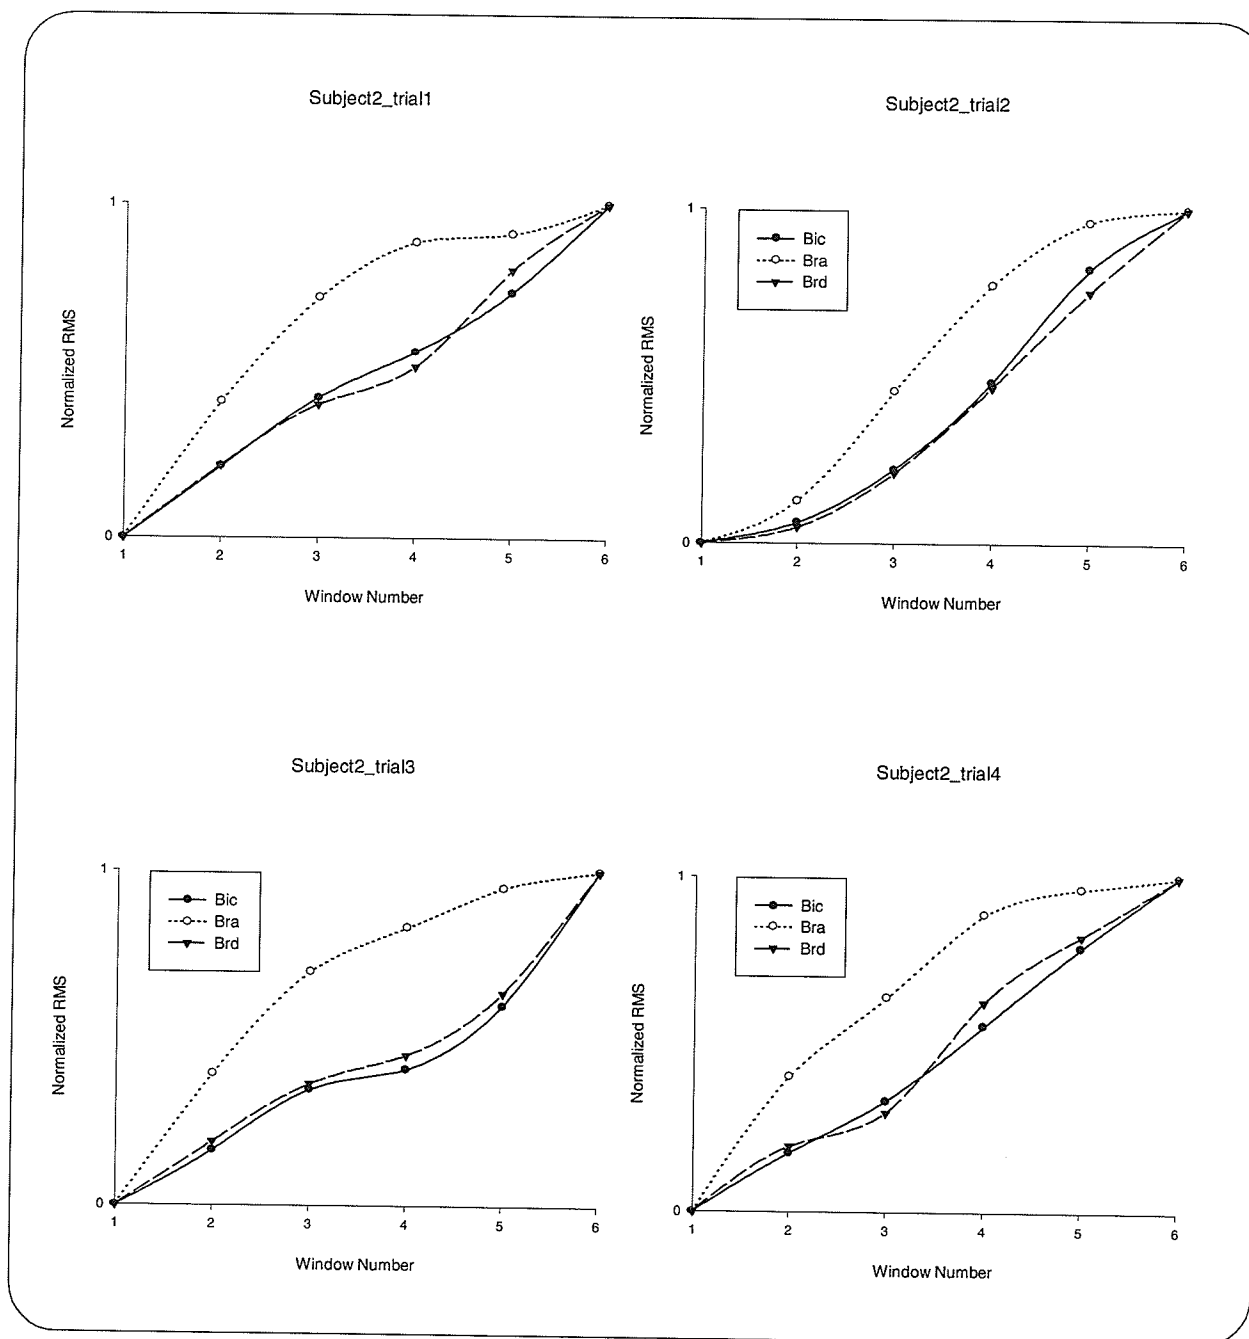 Subject2_trial1
1
Normalized RMS
0
1 2 3 4 5 6
Window Number
Subject2_trial2
1
Bic
Bra
Brd
Normalized RMS
0
1 2 3 4 5 6
Window Number
Subject2_trial3
1
Bic
Bra
Brd
Normalized RMS
0
1 2 3 4 5 6
Window Number
Subject2_trial4
1
Bic
Bra
Brd
Normalized RMS
0
1 2 3 4 5 6
Window Number